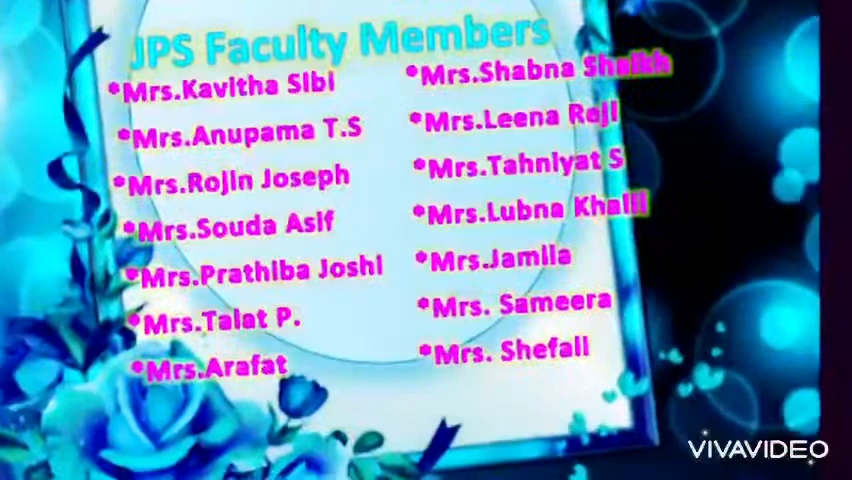 JPS Faculty Members
*Mrs.Kavitha Sibi
*Mrs.Anupama T.S
*Mrs.Rojin Joseph
*Mrs.Souda Asif
*Mrs.Prathiba Joshi
*Mrs.Talat P.
*Mrs.Arafat
*Mrs.Shabna Shaikh
*Mrs.Leena Roji
*Mrs.Tahniyat S
*Mrs.Lubna Khalil
*Mrs.Jamila
*Mrs. Sameera
*Mrs. Shefali
VIVAVIDEO